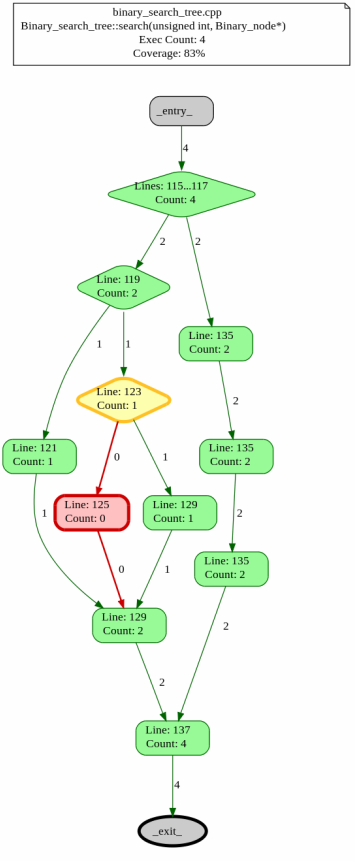 binary_search_tree.cpp
Binary_search_tree::search(unsigned int, Binary_node*)
Exec Count: 4
Coverage: 83%
_entry_
4
Lines: 115...117
Count: 4
2
2
Line: 119
Count: 2
Line: 135
Count: 2
1
1
2
Line: 123
Count: 1
Line: 121
Count: 1
0
1
Line: 135
Count: 2
Line: 125
Count: 0
Line: 129
Count: 1
1
2
0
1
Line: 135
Count: 2
Line: 129
Count: 2
2
2
Line: 137
Count: 4
4
_exit_